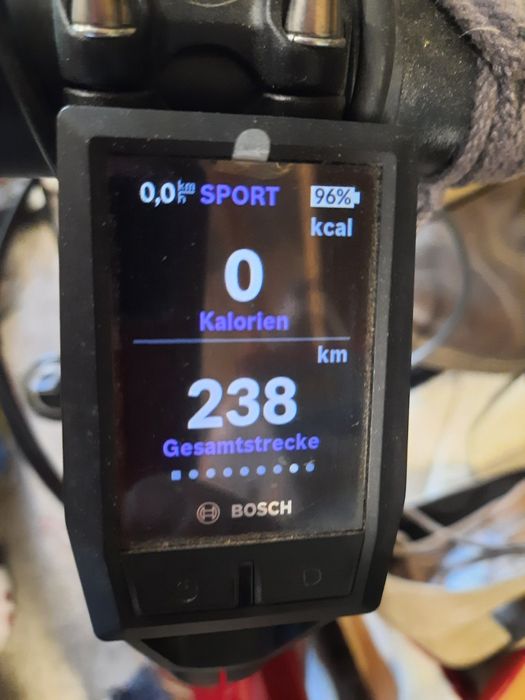 0,0 km/h SPORT 96%
kcal
0
Kalorien
km
238
Gesamtstrecke
BOSCH